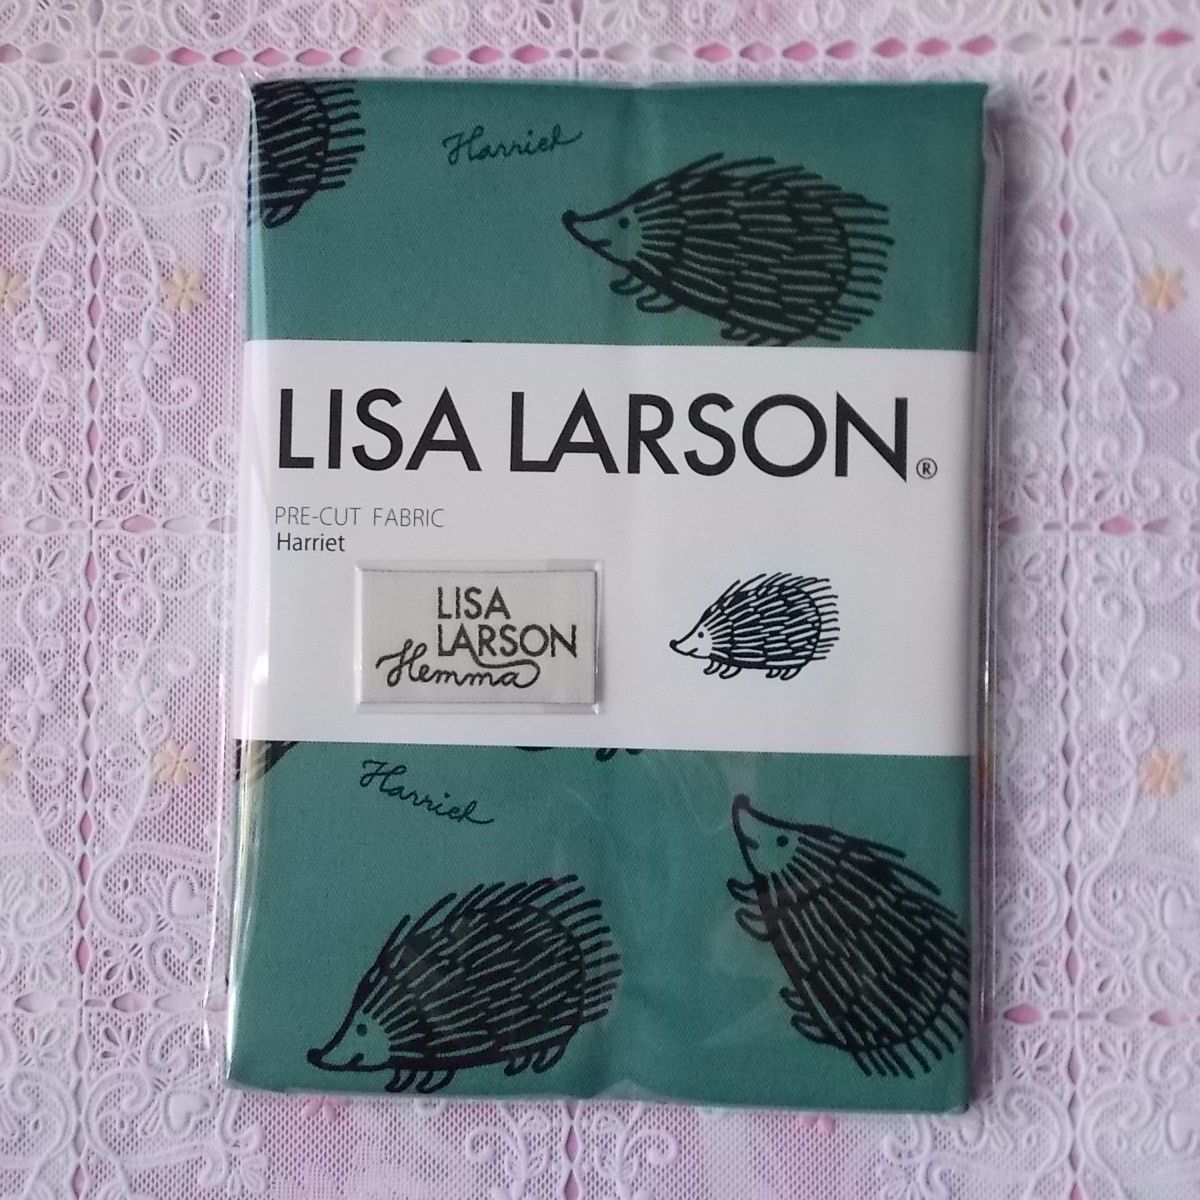 Harriet
LISA LARSON®
PRE-CUT FABRIC
Harriet
LISA
LARSON
Hemma
Harriet